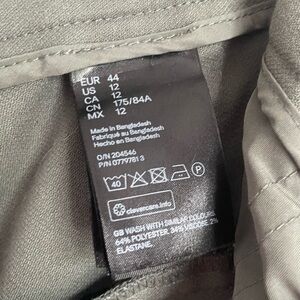 EUR 44
US 12
CA 12
CN 175/84A
MX 12
Made in Bangladesh
Fabriqué au Bangladesh
Hecho en Bangladesh
O/N 204546
P/N 0779781 3
40 P
clevercare.info
GB WASH WITH SIMILAR COLOURS
64% POLYESTER 34% VISCOSE 2%
ELASTANE.